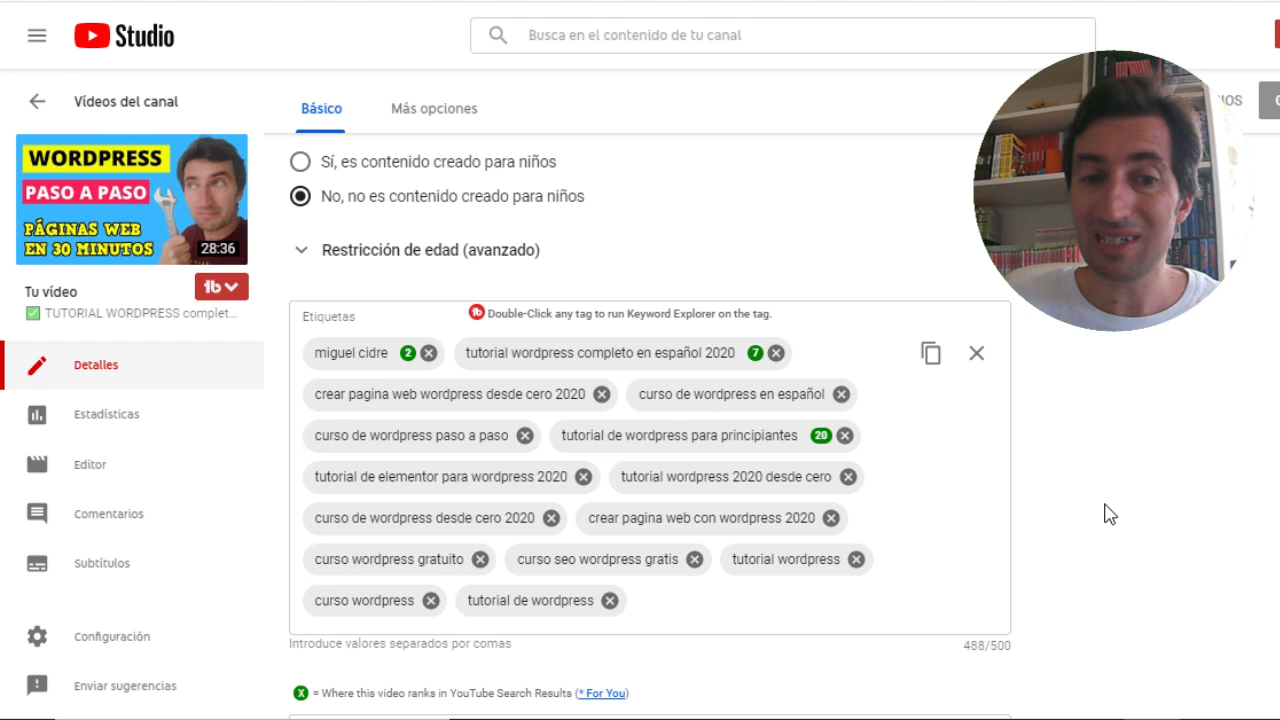 Studio
Busca en el contenido de tu canal
Vídeos del canal
Básico
Más opciones
IOS
Sí, es contenido creado para niños
WORDPRESS
PASO A PASO
PÁGINAS WEB
EN 30 MINUTOS
28:36
No, no es contenido creado para niños
Restricción de edad (avanzado)
Tu vídeo
TUTORIAL WORDPRESS complet...
Etiquetas
Double-Click any tag to run Keyword Explorer on the tag.
miguel cidre 2 tutorial wordpress completo en español 2020 7
crear pagina web wordpress desde cero 2020 curso de wordpress en español
curso de wordpress paso a paso tutorial de wordpress para principiantes 20
tutorial de elementor para wordpress 2020 tutorial wordpress 2020 desde cero
curso de wordpress desde cero 2020 crear pagina web con wordpress 2020
curso wordpress gratuito curso seo wordpress gratis tutorial wordpress
curso wordpress tutorial de wordpress
Introduce valores separados por comas
488/500
X = Where this video ranks in YouTube Search Results (* For You)
Detalles
Estadísticas
Editor
Comentarios
Subtítulos
Configuración
Enviar sugerencias